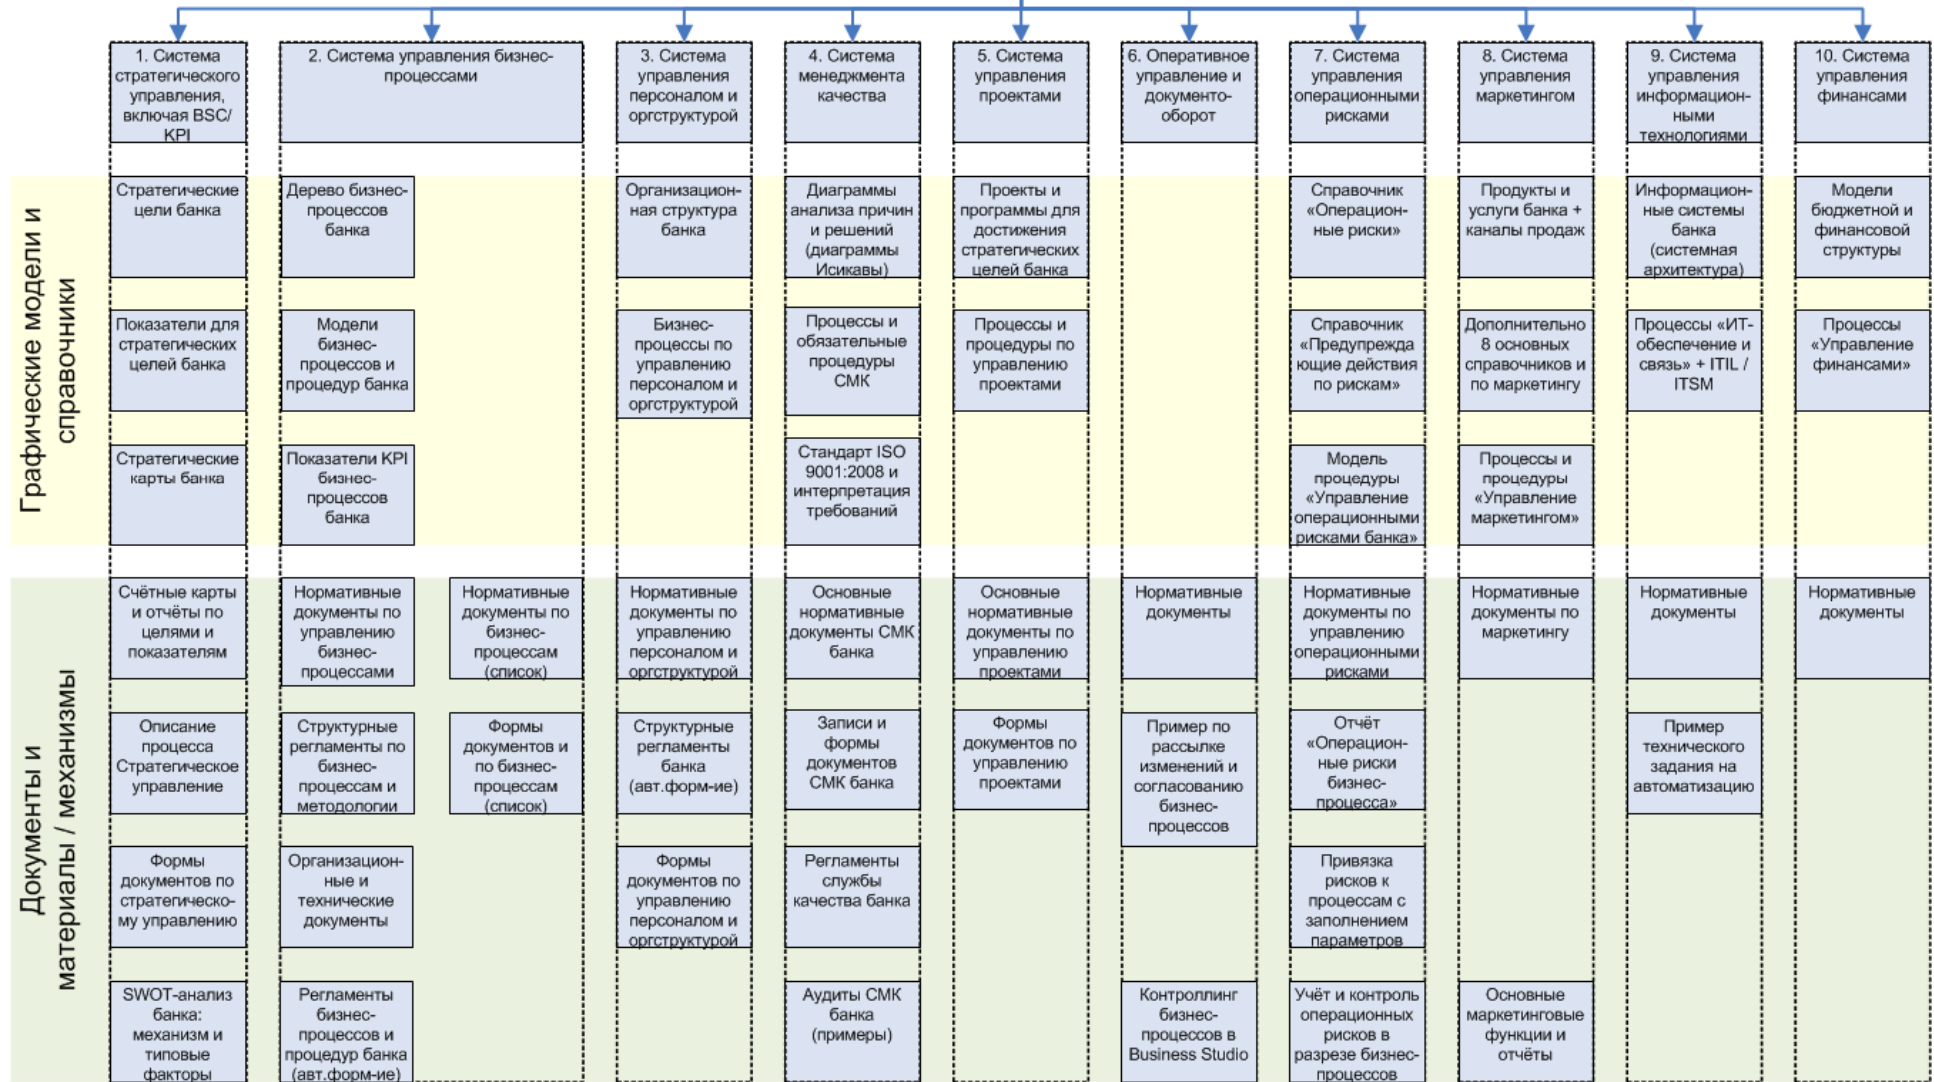 1. Система
стратегического
управления,
включая BSC/
KPI
2. Система управления бизнес-
процессами
3. Система
управления
персоналом и
оргструктурой
4. Система
менеджмента
качества
5. Система
управления
проектами
6. Оперативное
управление и
документо-
оборот
7. Система
управления
операционными
рисками
8. Система
управления
маркетингом
9. Система
управления
информацион-
ными
технологиями
10. Система
управления
финансами
Графические модели и
справочники
Стратегические
цели банка
Дерево бизнес-
процессов
банка
Организацион-
ная структура
банка
Диаграммы
анализа причин
и решений
(диаграммы
Исикавы)
Проекты и
программы для
достижения
стратегических
целей банка
Справочник
«Операцион-
ные риски»
Продукты и
услуги банка +
каналы продаж
Информацион-
ные системы
банка
(системная
архитектура)
Модели
бюджетной и
финансовой
структуры
Показатели для
стратегических
целей банка
Модели
бизнес-
процессов и
процедур банка
Бизнес-
процессы по
управлению
персоналом и
оргструктурой
Процессы и
обязательные
процедуры
СМК
Процессы и
процедуры по
управлению
проектами
Справочник
«Предупрежда
ющие действия
по рискам»
Дополнительно
8 основных
справочников и
по маркетингу
Процессы «ИТ-
обеспечение и
связь» + ITIL /
ITSM
Процессы
«Управление
финансами»
Стратегические
карты банка
Показатели KPI
бизнес-
процессов
банка
Стандарт ISO
9001:2008 и
интерпретация
требований
Модель
процедуры
«Управление
операционными
рисками банка»
Процессы и
процедуры
«Управление
маркетингом»
Документы и
материалы / механизмы
Счётные карты
и отчёты по
целями и
показателям
Нормативные
документы по
управлению
бизнес-
процессами
Нормативные
документы по
бизнес-
процессам
(список)
Нормативные
документы по
управлению
персоналом и
оргструктурой
Основные
нормативные
документы СМК
банка
Основные
нормативные
документы по
управлению
проектами
Нормативные
документы
Нормативные
документы по
управлению
операционными
рисками
Нормативные
документы по
маркетингу
Нормативные
документы
Нормативные
документы
Описание
процесса
Стратегическое
управление
Структурные
регламенты по
бизнес-
процессам и
методологии
Формы
документов и
по бизнес-
процессам
(список)
Структурные
регламенты
банка
(авт.форм-ие)
Записи и
формы
документов
СМК банка
Формы
документов по
управлению
проектами
Пример по
рассылке
изменений и
согласованию
бизнес-
процессов
Отчёт
«Операцион-
ные риски
бизнес-
процесса»
Пример
технического
задания на
автоматизацию
Формы
документов по
стратегическо-
му управлению
Организацион-
ные и
технические
документы
Формы
документов по
управлению
персоналом и
оргструктурой
Регламенты
службы
качества банка
Привязка
рисков к
процессам с
заполнением
параметров
SWOT-анализ
банка:
механизм и
типовые
факторы
Регламенты
бизнес-
процессов и
процедур банка
(авт.форм-ие)
Аудиты СМК
банка
(примеры)
Контроллинг
бизнес-
процессов в
Business Studio
Учёт и контроль
операционных
рисков в
разрезе бизнес-
процессов
Основные
маркетинговые
функции и
отчёты